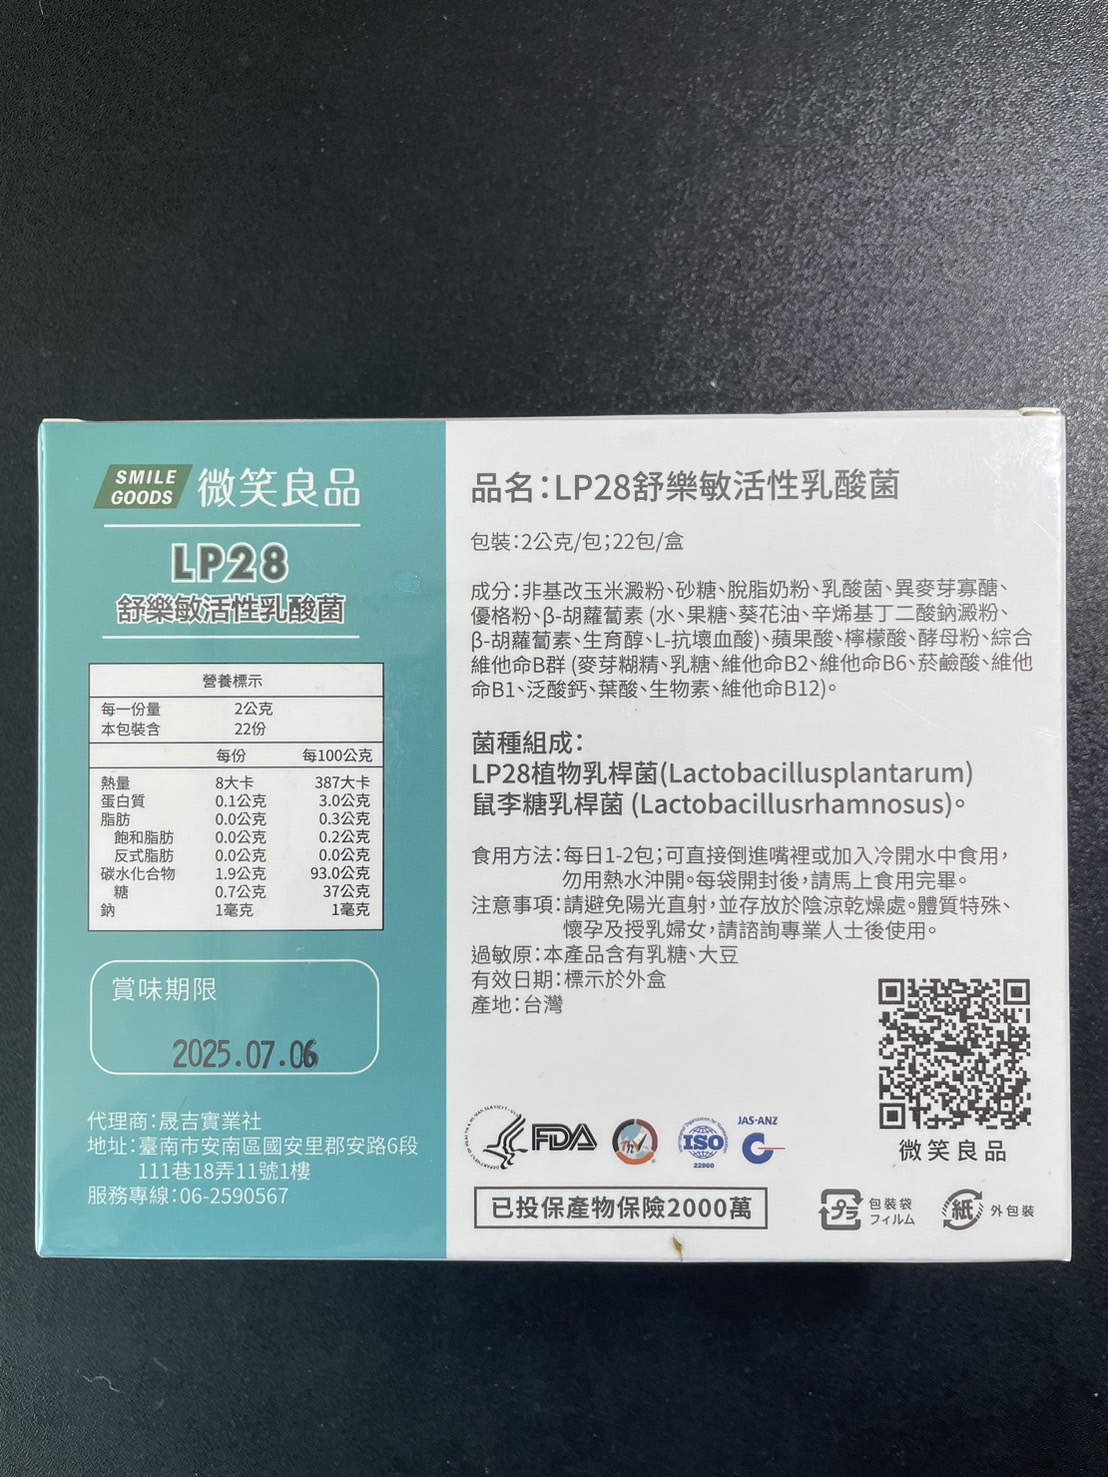 SMILE GOODS 微笑良品
LP28
舒樂敏活性乳酸菌
營養標示
每一份量 2公克
本包裝含 22份
每份 每100公克
熱量 8大卡 387大卡
蛋白質 0.1公克 3.0公克
脂肪 0.0公克 0.3公克
飽和脂肪 0.0公克 0.2公克
反式脂肪 0.0公克 0.0公克
碳水化合物 1.9公克 93.0公克
糖 0.7公克 37公克
鈉 1毫克 1毫克
賞味期限
2025.07.06
代理商:晟吉實業社
地址:臺南市安南區國安里郡安路6段
111巷18弄11號1樓
服務專線:06-2590567
品名:LP28舒樂敏活性乳酸菌
包裝:2公克/包;22包/盒
成分:非基改玉米澱粉、砂糖、脫脂奶粉、乳酸菌、異麥芽寡醣、
優格粉、β-胡蘿蔔素 (水、果糖、葵花油、辛烯基丁二酸鈉澱粉、
β-胡蘿蔔素、生育醇、L-抗壞血酸)、蘋果酸、檸檬酸、酵母粉、綜合
維他命B群 (麥芽糊精、乳糖、維他命B2、維他命B6、菸鹼酸、維他
命B1、泛酸鈣、葉酸、生物素、維他命B12)。
菌種組成:
LP28植物乳桿菌(Lactobacillusplantarum)
鼠李糖乳桿菌 (Lactobacillusrhamnosus)。
食用方法:每日1-2包;可直接倒進嘴裡或加入冷開水中食用,
勿用熱水沖開。每袋開封後,請馬上食用完畢。
注意事項:請避免陽光直射,並存放於陰涼乾燥處。體質特殊、
懷孕及授乳婦女,請諮詢專業人士後使用。
過敏原:本產品含有乳糖、大豆
有效日期:標示於外盒
產地:台灣
FDA
ISO
22000
JAS-ANZ
微笑良品
已投保產物保險2000萬
プラ 包裝袋
フィルム
紙 外包裝